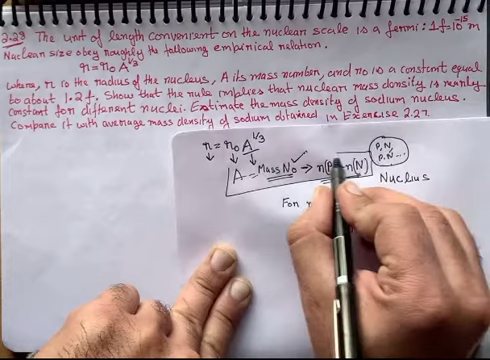 2.23 The unit of length convenient on the nuclear scale is a fermi: 1f=10^-15 m
Nuclear size obey roughly the following empirical relation.
r=r0 A^1/3
where, r is the radius of the nucleus, A its mass number, and r0 is a constant equal
to about 1.2 f. Show that the rule implies that nuclear mass density is nearly
constant for different nuclei. Estimate the mass density of sodium nucleus.
Compare it with average mass density of sodium obtained in Exercise 2.27.
r = r0 A^1/3
↓ ↓ ↓
A = Mass No ✓ → n(P) n(N)
P, N,
P, N...
Nucleus
For